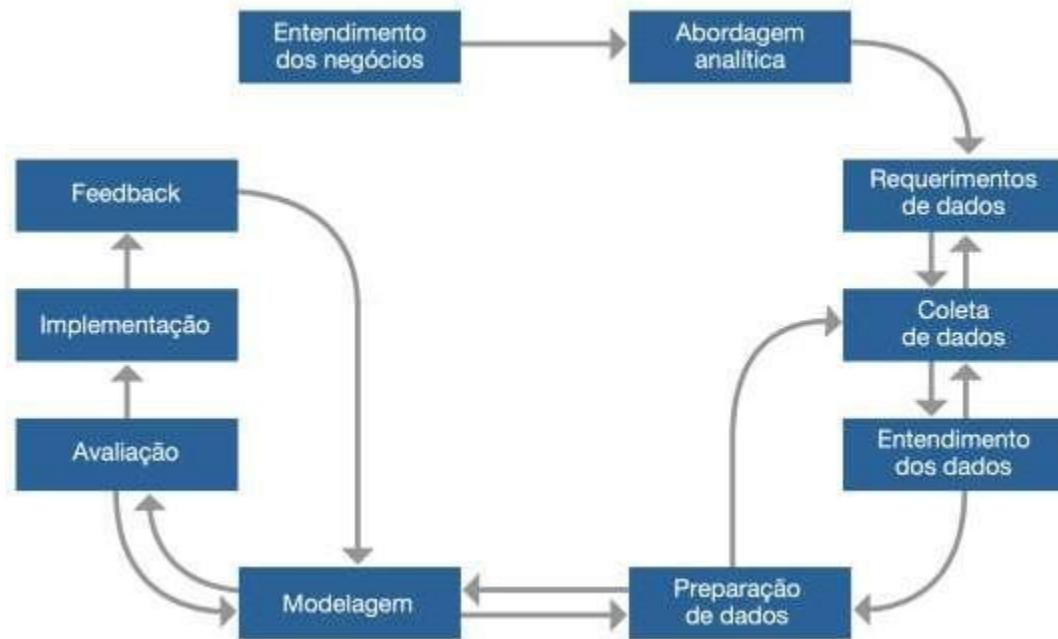 Entendimento
dos negócios
Abordagem
analítica
Requerimentos
de dados
Coleta
de dados
Entendimento
dos dados
Preparação
de dados
Modelagem
Avaliação
Implementação
Feedback